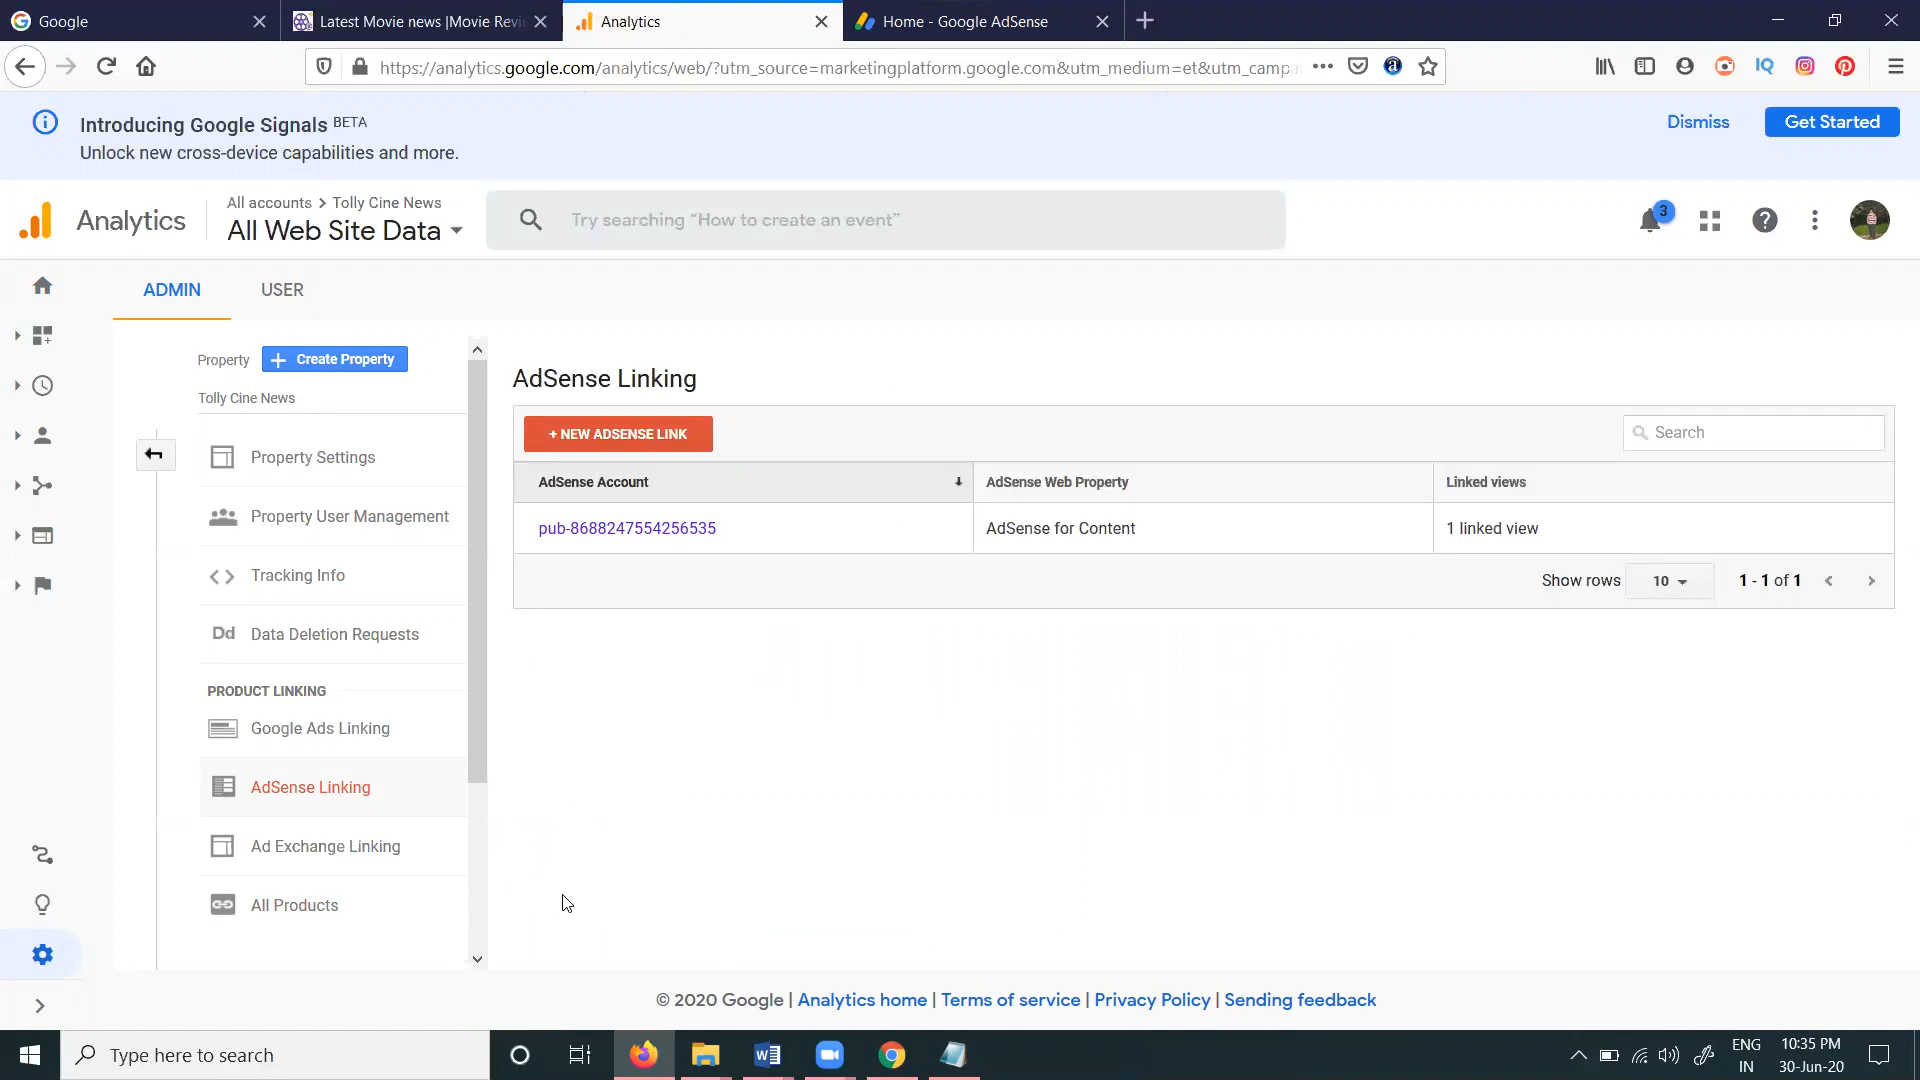 Google
Latest Movie news |Movie Revie
Analytics
Home - Google AdSense
https://analytics.google.com/analytics/web/?utm_source=marketingplatform.google.com&utm_medium=et&utm_campa
Introducing Google Signals BETA
Unlock new cross-device capabilities and more.
Dismiss
Get Started
Analytics
All accounts > Tolly Cine News
All Web Site Data
Try searching “How to create an event”
3
ADMIN
USER
Property
+ Create Property
Tolly Cine News
Property Settings
Property User Management
Tracking Info
Dd Data Deletion Requests
PRODUCT LINKING
Google Ads Linking
AdSense Linking
Ad Exchange Linking
All Products
AdSense Linking
+ NEW ADSENSE LINK
Search
AdSense Account
AdSense Web Property
Linked views
pub-8688247554256535
AdSense for Content
1 linked view
Show rows
10
1 - 1 of 1
© 2020 Google | Analytics home | Terms of service | Privacy Policy | Sending feedback
Type here to search
ENG
IN
10:35 PM
30-Jun-20